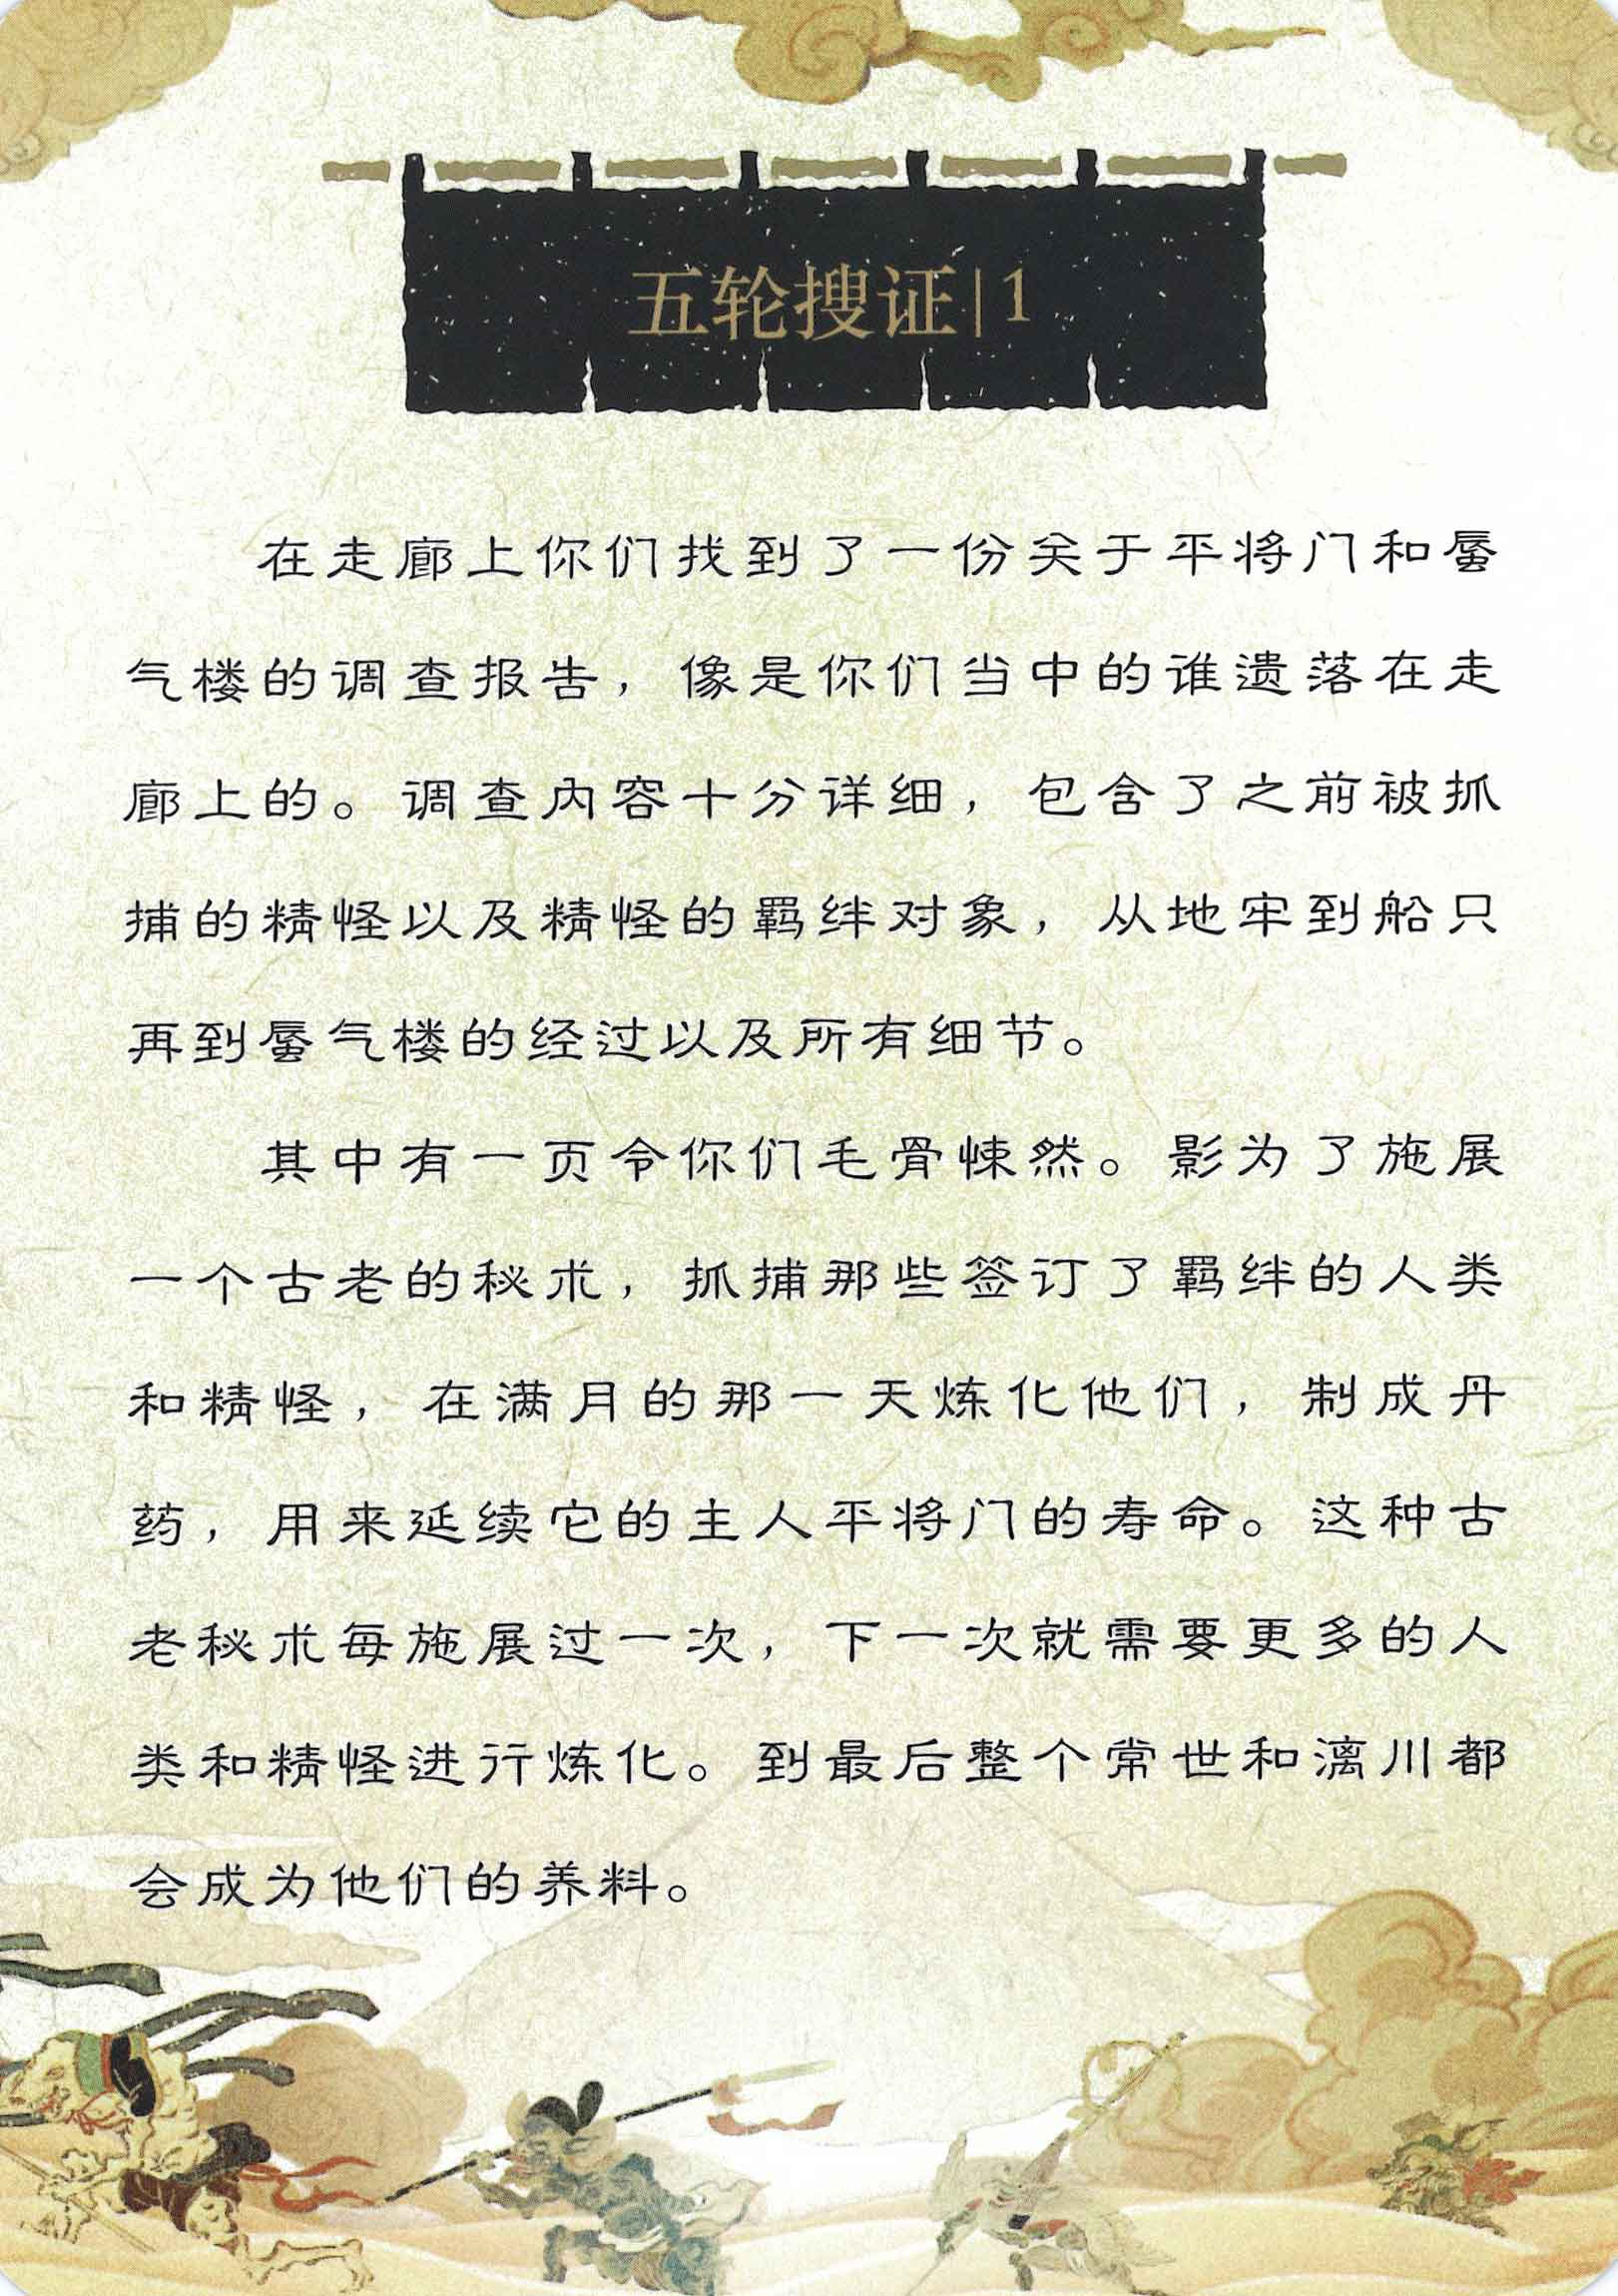 五轮搜证|1
在走廊上你们找到了一份关于平将门和蜃
气楼的调查报告，像是你们当中的谁遗落在走
廊上的。调查内容十分详细，包含了之前被抓
捕的精怪以及精怪的羁绊对象，从地牢到船只
再到蜃气楼的经过以及所有细节。
其中有一页令你们毛骨悚然。影为了施展
一个古老的秘术，抓捕那些签订了羁绊的人类
和精怪，在满月的那一天炼化他们，制成丹
药，用来延续它的主人平将门的寿命。这种古
老秘术每施展过一次，下一次就需要更多的人
类和精怪进行炼化。到最后整个常世和漓川都
会成为他们的养料。